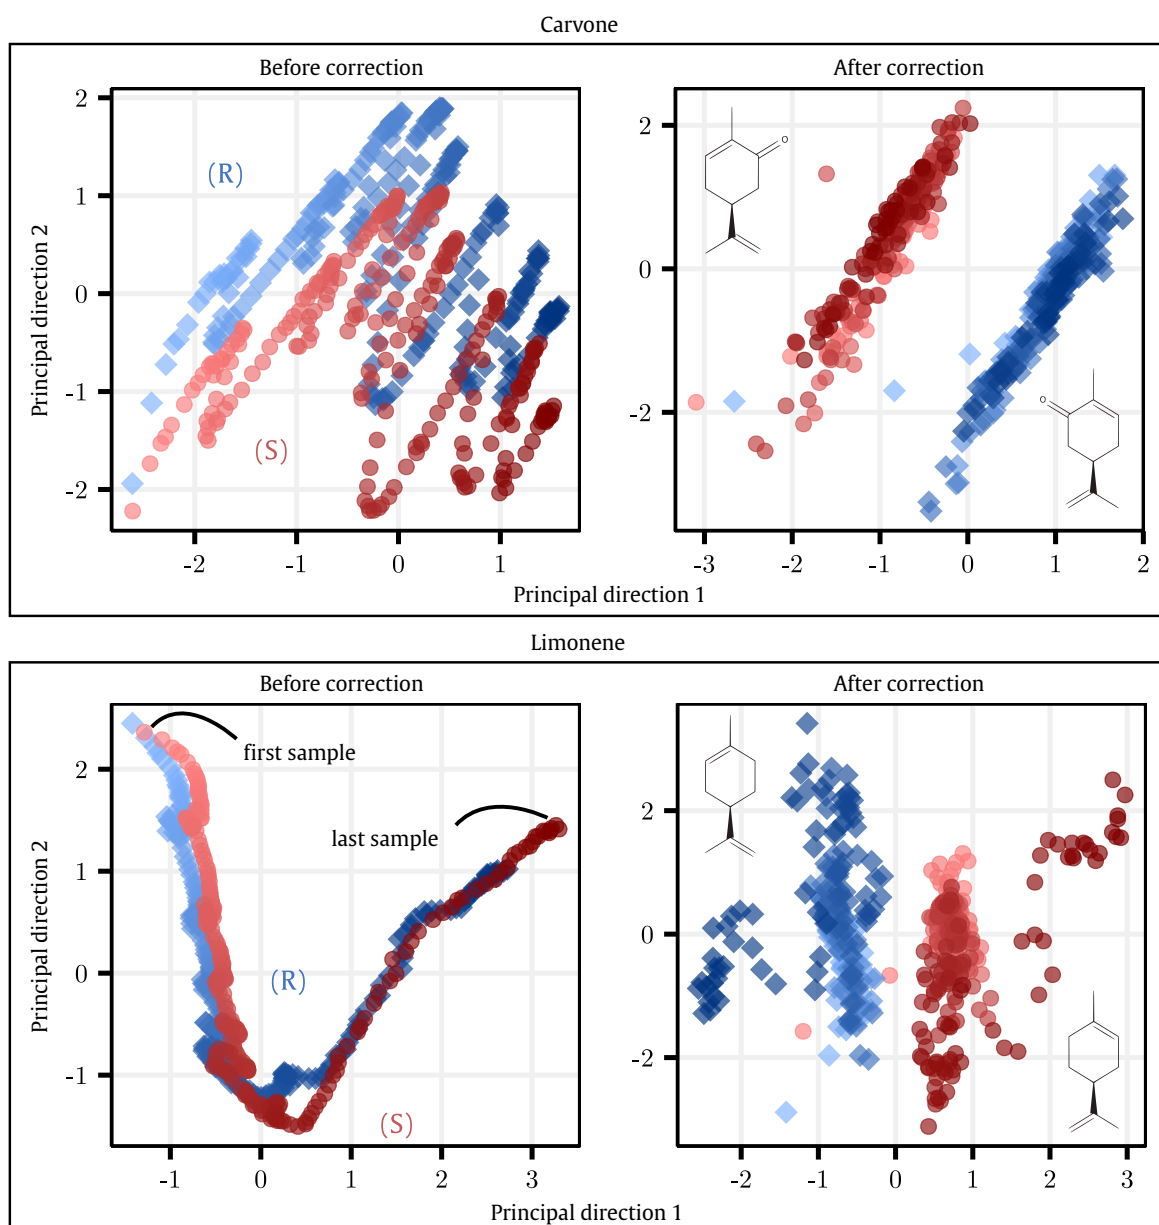 Carvone
Before correction
After correction
Principal direction 2
2
1
0
-1
-2
-2
-1
0
1
(R)
(S)
2
0
-2
-3
-2
-1
0
1
2
O
O
Principal direction 1
Limonene
Before correction
After correction
Principal direction 2
2
1
0
-1
-1
0
1
2
3
first sample
last sample
(R)
(S)
2
0
-2
-2
-1
0
1
2
3
Principal direction 1